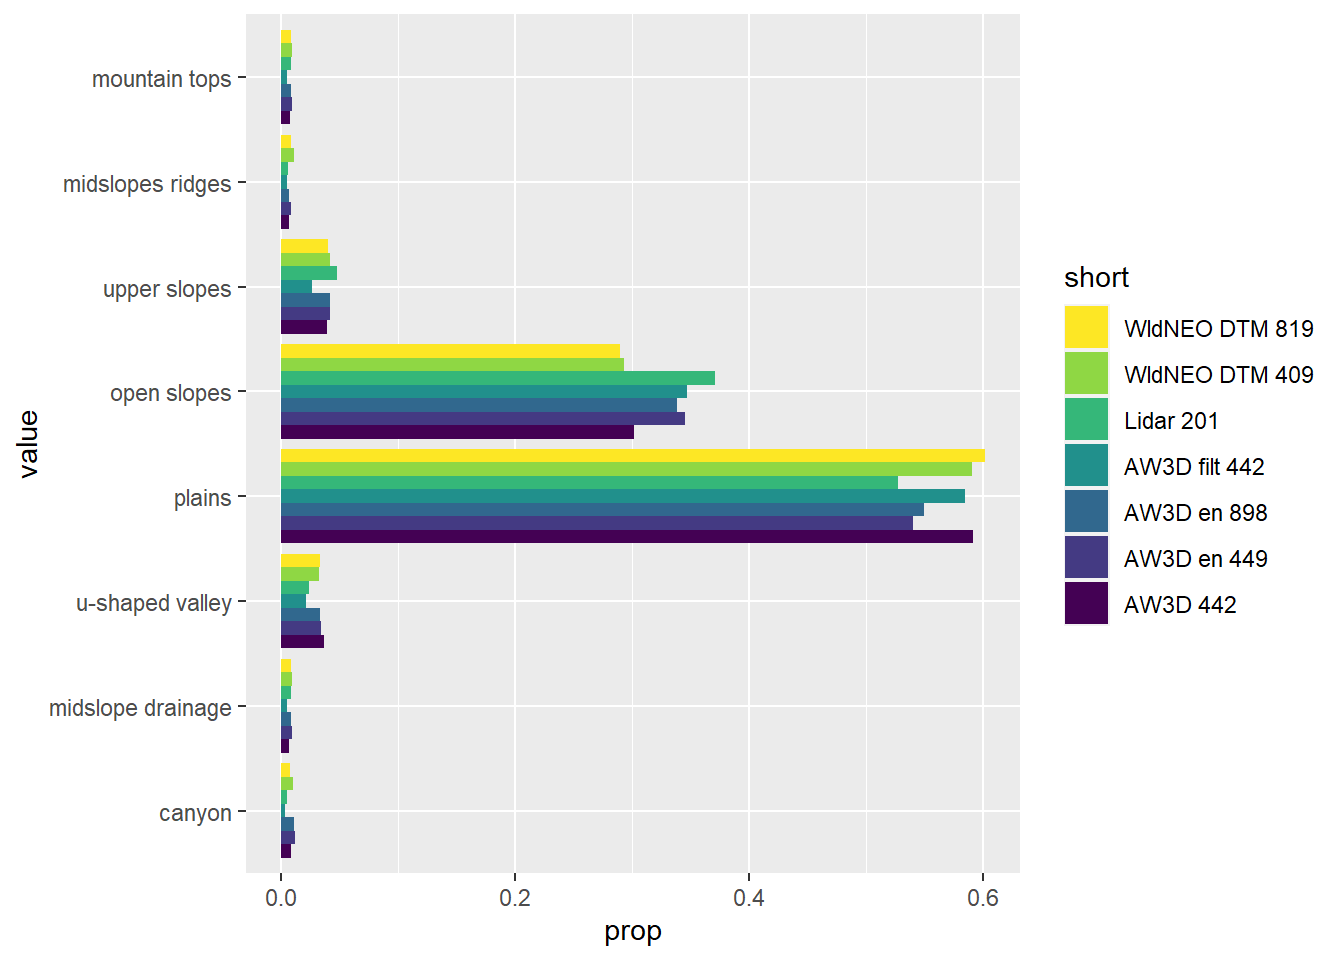 mountain tops
midslopes ridges
upper slopes
open slopes
plains
u-shaped valley
midslope drainage
canyon
value
0.0
0.2
0.4
0.6
prop
short
WldNEO DTM 819
WldNEO DTM 409
Lidar 201
AW3D filt 442
AW3D en 898
AW3D en 449
AW3D 442